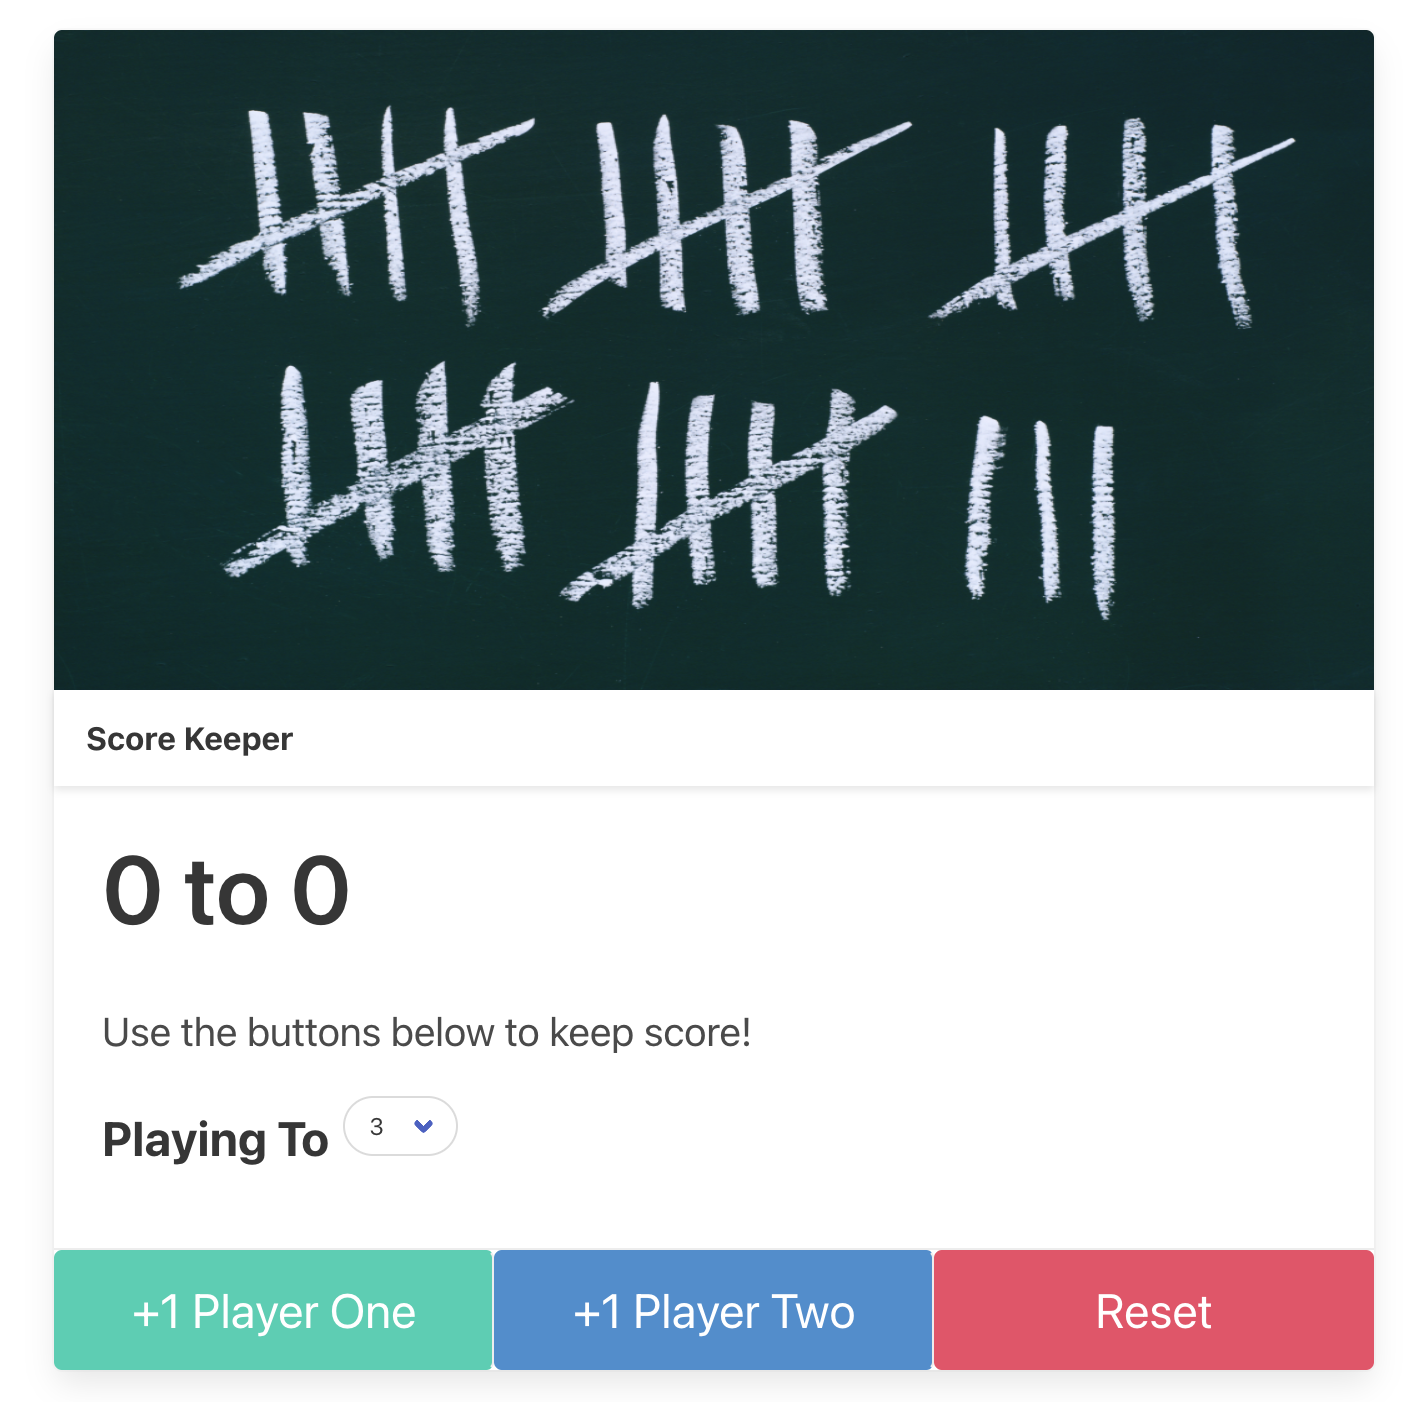 Score Keeper
0 to 0
Use the buttons below to keep score!
Playing To 3
+1 Player One +1 Player Two Reset